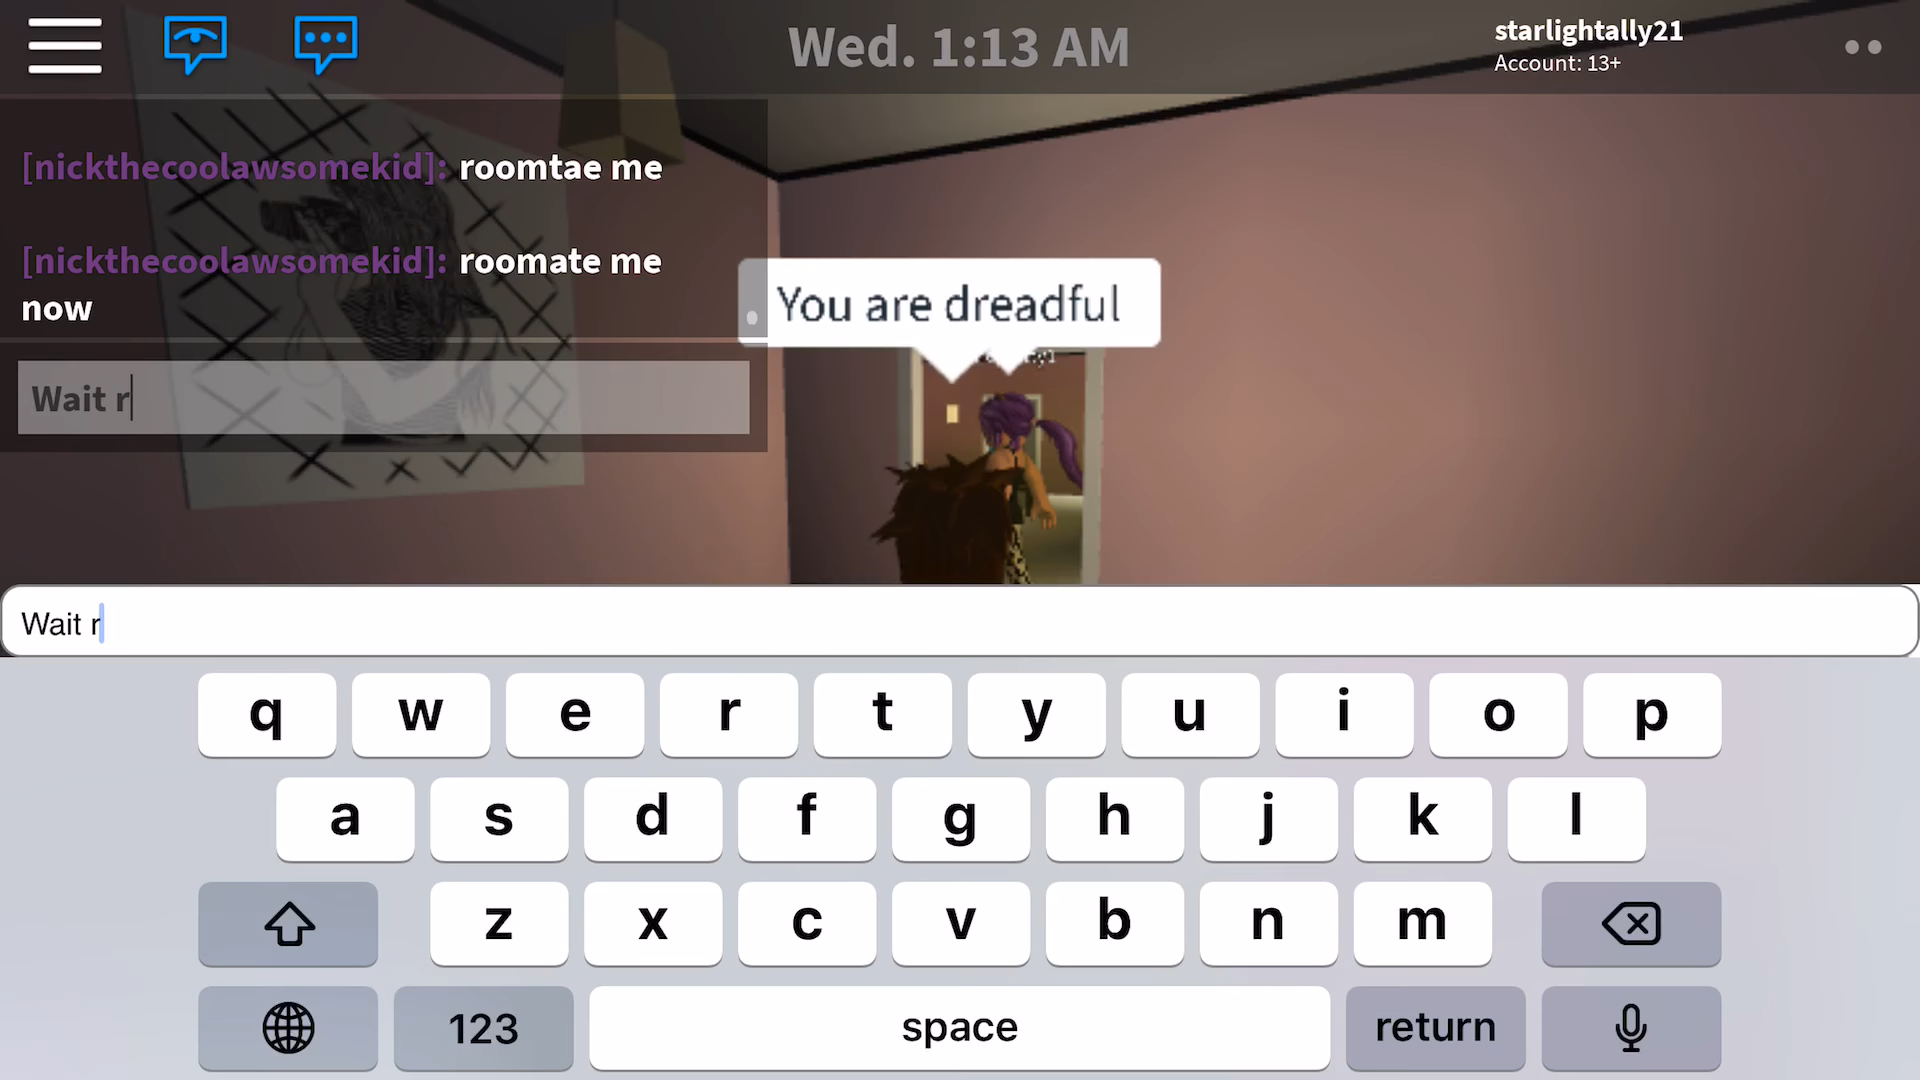 Wed. 1:13 AM
starlightally21
Account: 13+
[nickthecoolawsomekid]: roomtae me
[nickthecoolawsomekid]: roomate me
now
You are dreadful
Wait r
Wait r
q w e r t y u i o p
a s d f g h j k l
z x c v b n m
123 space return